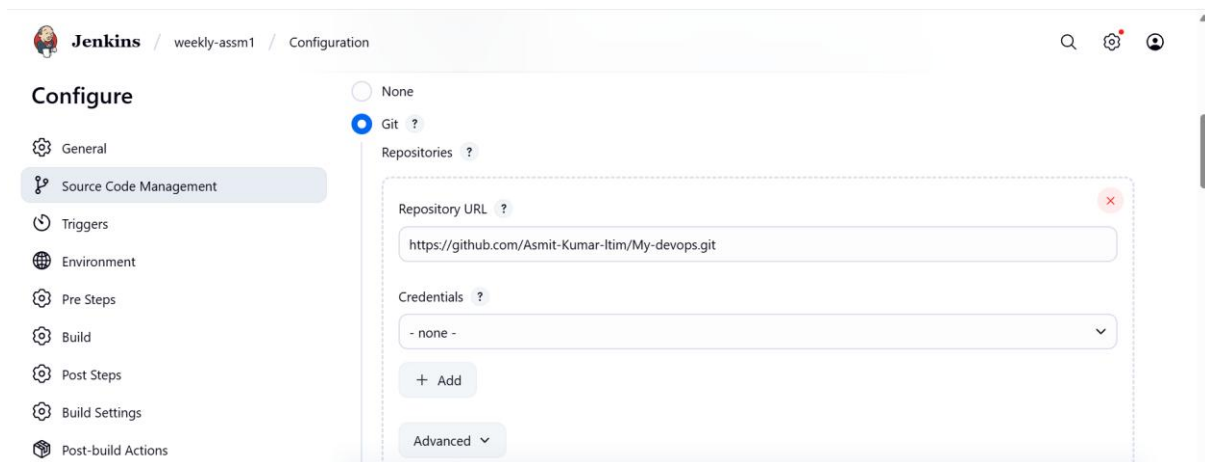 Jenkins / weekly-assm1 / Configuration
Configure
General
Source Code Management
Triggers
Environment
Pre Steps
Build
Post Steps
Build Settings
Post-build Actions
None
Git ?
Repositories ?
Repository URL ?
https://github.com/Asmit-Kumar-ltim/My-devops.git
Credentials ?
- none -
+ Add
Advanced